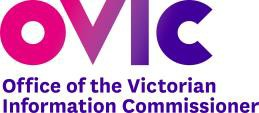 ovic
Office of the Victorian
Information Commissioner